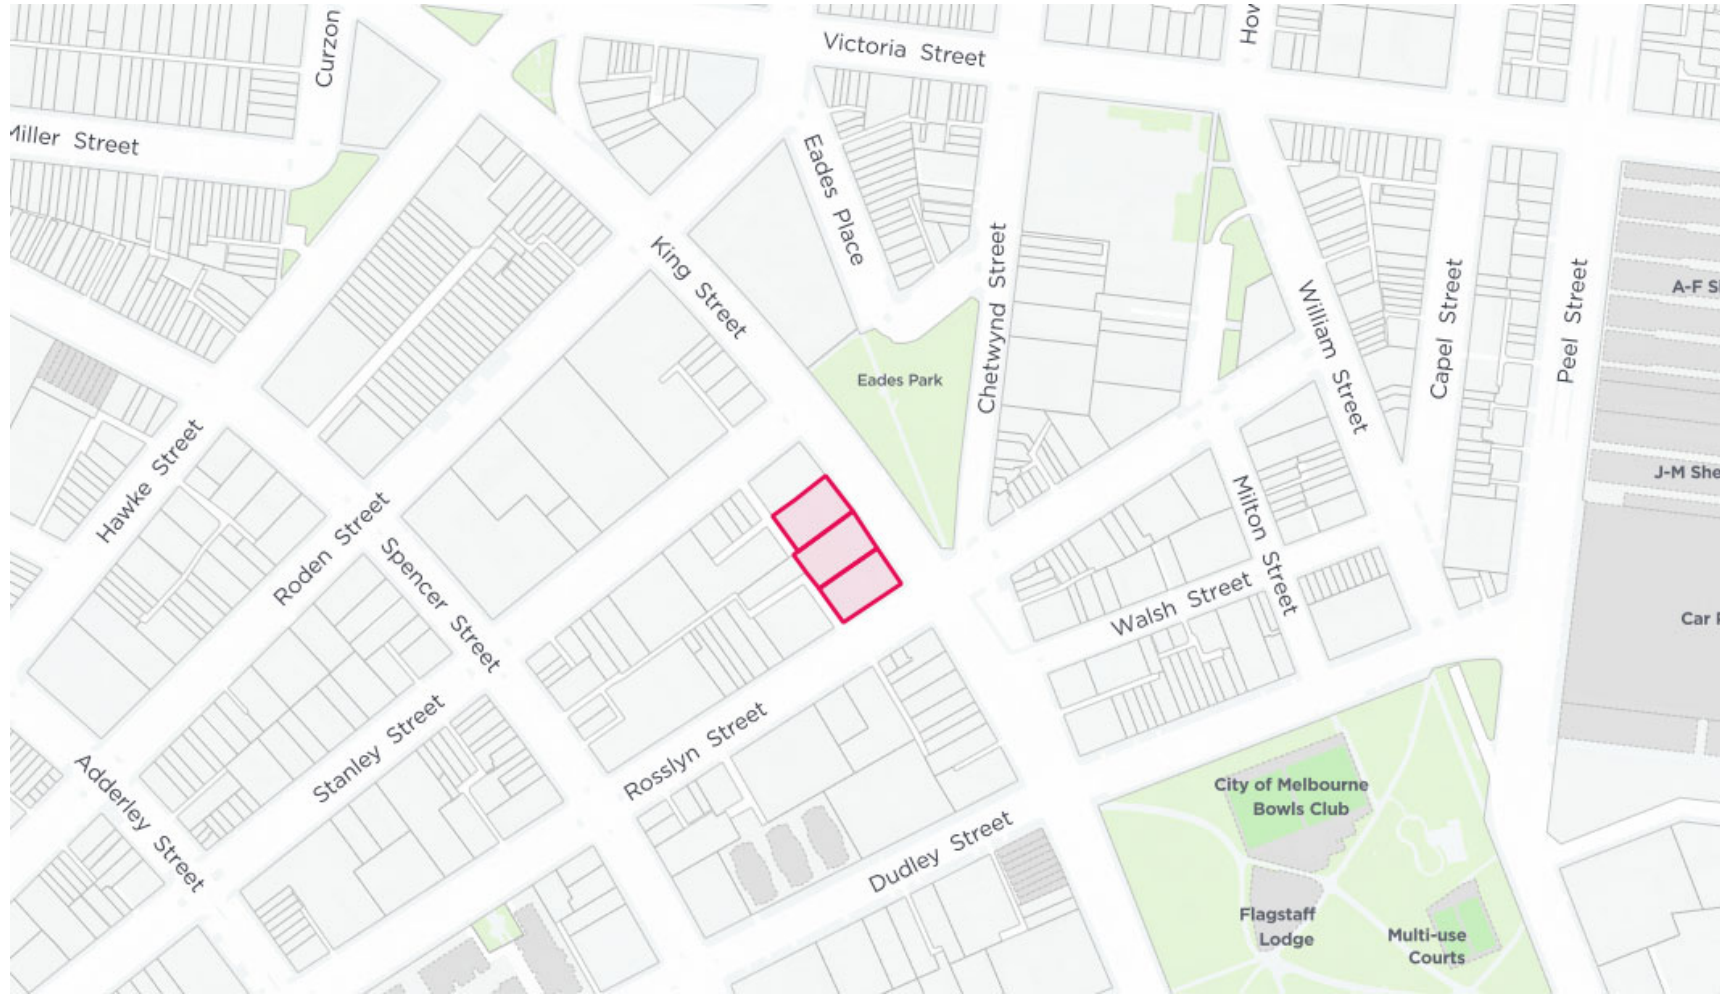 Curzon
Victoria Street
How
Miller Street
Eades Place
King Street
Chetwynd Street
William Street
Capel Street
Peel Street
A-F S
Eades Park
Hawke Street
J-M She
Milton Street
Roden Street
Spencer Street
Walsh Street
Car
Stanley Street
Rosslyn Street
Adderley Street
City of Melbourne
Bowls Club
Dudley Street
Flagstaff
Lodge
Multi-use
Courts